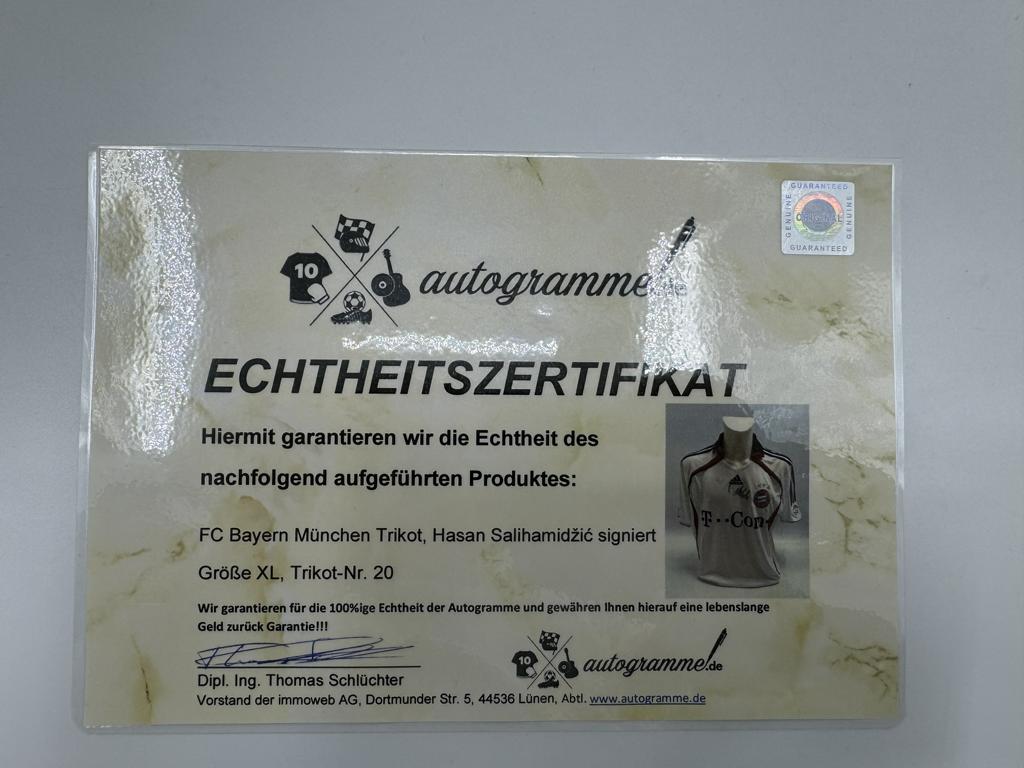 GUARANTEED
GENUINE ORIGINAL GENUINE
GUARANTEED
10
autogramme.de
ECHTHEITSZERTIFIKAT
Hiermit garantieren wir die Echtheit des
nachfolgend aufgeführten Produktes:
FC Bayern München Trikot, Hasan Salihamidžić signiert
Größe XL, Trikot-Nr. 20
T··Com·
Wir garantieren für die 100%ige Echtheit der Autogramme und gewähren Ihnen hierauf eine lebenslange
Geld zurück Garantie!!!
10
autogramme.de
Dipl. Ing. Thomas Schlüchter
Vorstand der immoweb AG, Dortmunder Str. 5, 44536 Lünen, Abtl. www.autogramme.de